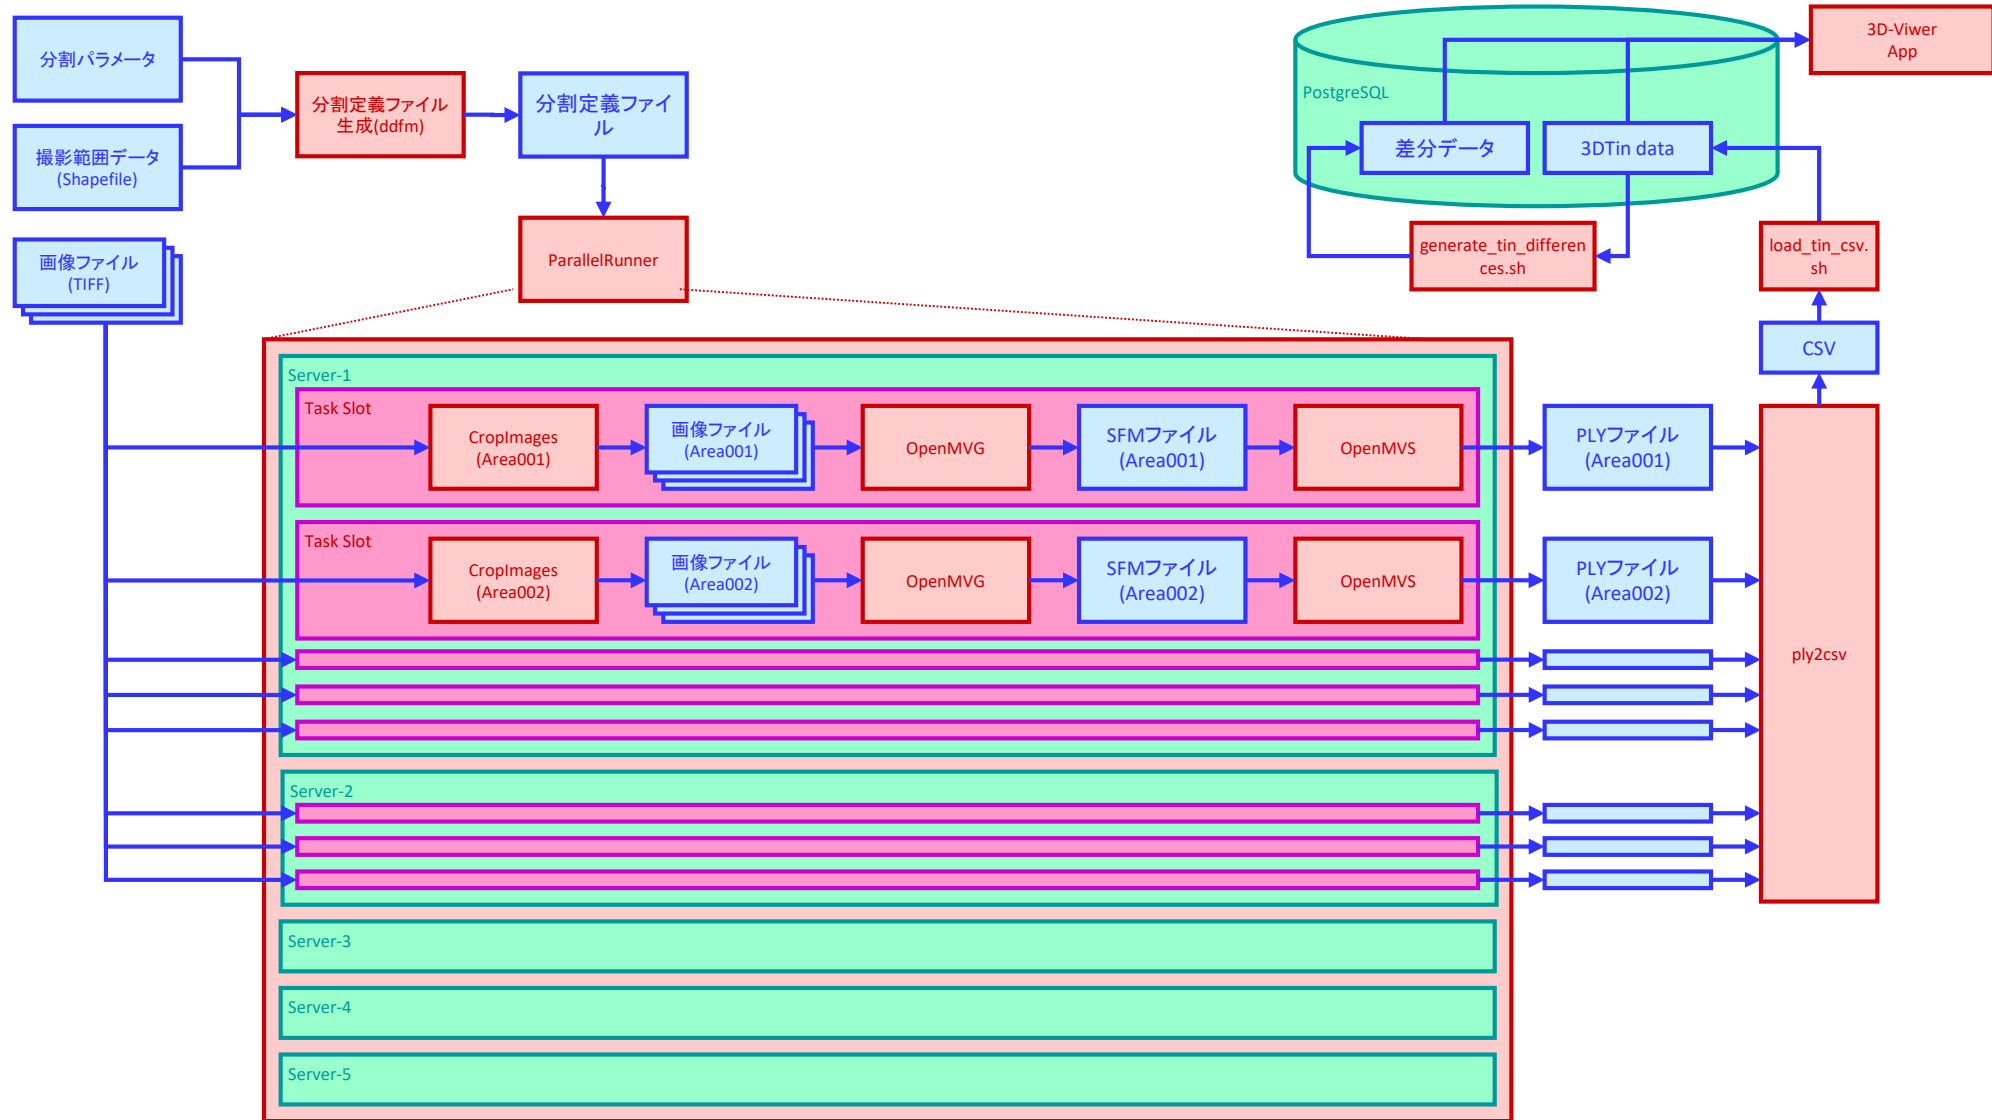 分割パラメータ
撮影範囲データ
(Shapefile)
分割定義ファイル
生成(ddfm)
分割定義ファイ
ル
ParallelRunner
画像ファイル
(TIFF)
PostgreSQL
差分データ
3DTin data
3D-Viwer
App
generate_tin_differen
ces.sh
load_tin_csv.
sh
CSV
Server-1
Task Slot
CropImages
(Area001)
画像ファイル
(Area001)
OpenMVG
SFMファイル
(Area001)
OpenMVS
PLYファイル
(Area001)
Task Slot
CropImages
(Area002)
画像ファイル
(Area002)
OpenMVG
SFMファイル
(Area002)
OpenMVS
PLYファイル
(Area002)
ply2csv
Server-2
Server-3
Server-4
Server-5